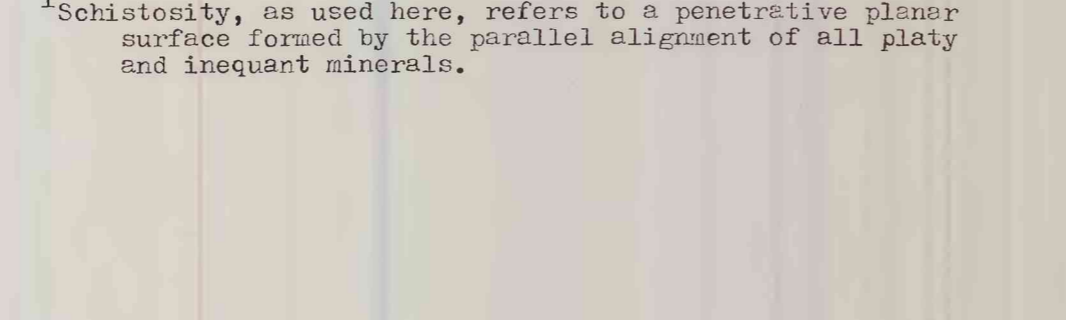 ¹Schistosity, as used here, refers to a penetrative planar
surface formed by the parallel alignment of all platy
and inequant minerals.